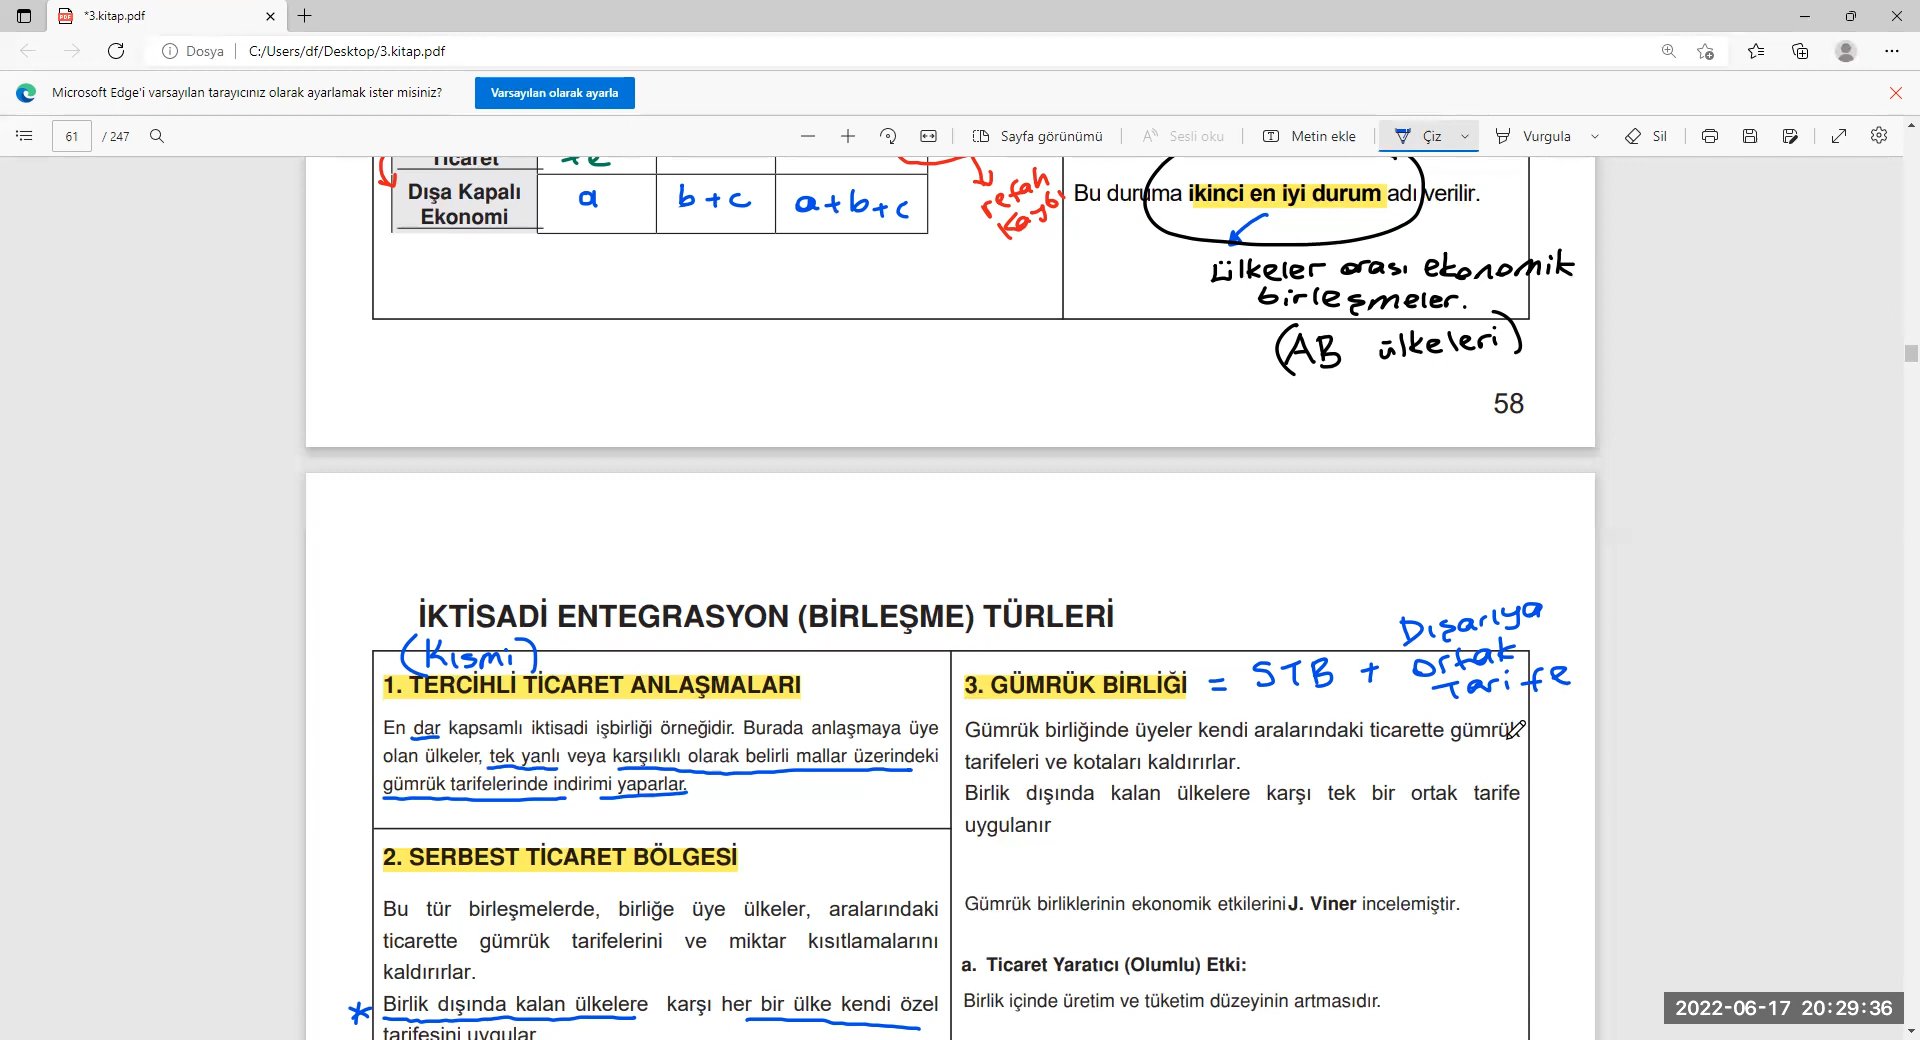 *3.kitap.pdf
Dosya C:/Users/df/Desktop/3.kitap.pdf
Microsoft Edge'i varsayılan tarayıcınız olarak ayarlamak ister misiniz? Varsayılan olarak ayarla
61 / 247 Sayfa görünümü Sesli oku Metin ekle Çiz Vurgula Sil
Ticaret +e
Dışa Kapalı
Ekonomi
a b+c a+b+c
refah
kaybı
Bu duruma ikinci en iyi durum adı verilir.
ülkeler arası ekonomik
birleşmeler.
(AB ülkeleri)
58
İKTİSADİ ENTEGRASYON (BİRLEŞME) TÜRLERİ
(Kısmi)
1. TERCİHLİ TİCARET ANLAŞMALARI
En dar kapsamlı iktisadi işbirliği örneğidir. Burada anlaşmaya üye
olan ülkeler, tek yanlı veya karşılıklı olarak belirli mallar üzerindeki
gümrük tarifelerinde indirimi yaparlar.
2. SERBEST TİCARET BÖLGESİ
Bu tür birleşmelerde, birliğe üye ülkeler, aralarındaki
ticarette gümrük tarifelerini ve miktar kısıtlamalarını
kaldırırlar.
* Birlik dışında kalan ülkelere karşı her bir ülke kendi özel
tarifesini uygular
3. GÜMRÜK BİRLİĞİ = STB + Dışarıya
ortak
Tarife
Gümrük birliğinde üyeler kendi aralarındaki ticarette gümrük
tarifeleri ve kotaları kaldırırlar.
Birlik dışında kalan ülkelere karşı tek bir ortak tarife
uygulanır
Gümrük birliklerinin ekonomik etkilerini J. Viner incelemiştir.
a. Ticaret Yaratıcı (Olumlu) Etki:
Birlik içinde üretim ve tüketim düzeyinin artmasıdır.
2022-06-17 20:29:36